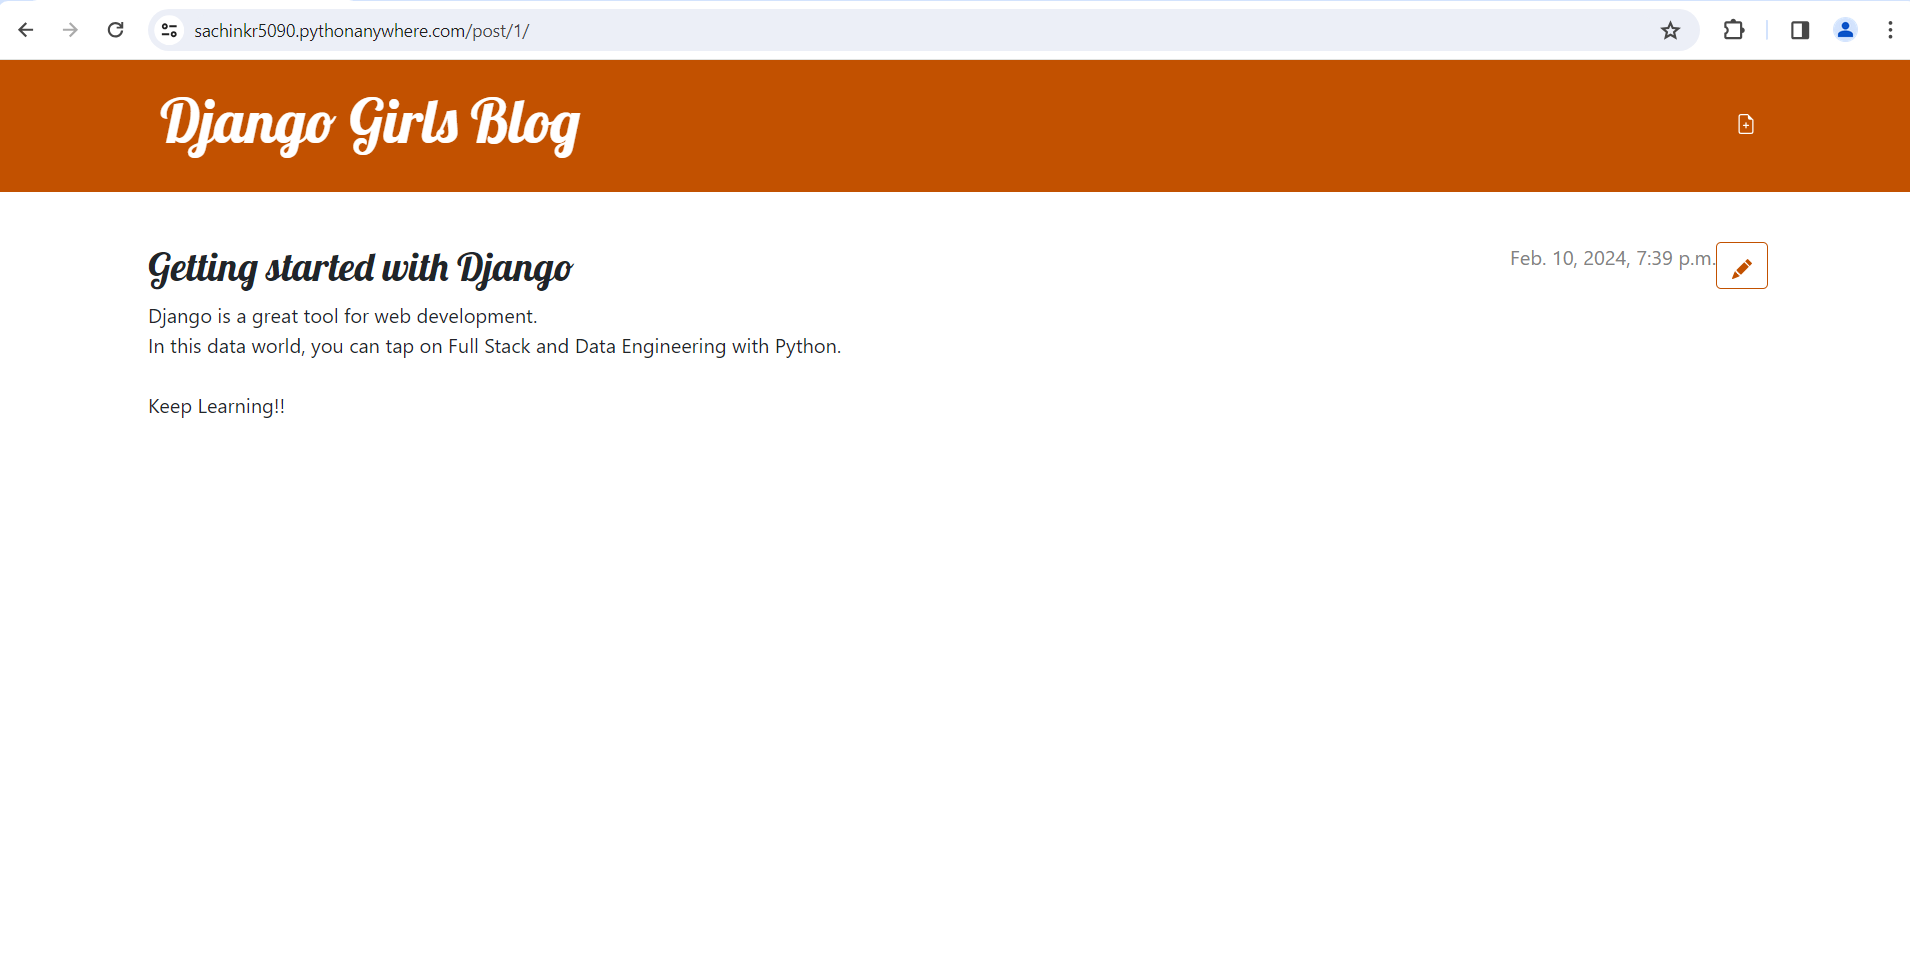 sachinkr5090.pythonanywhere.com/post/1/
Django Girls Blog
Getting started with Django
Feb. 10, 2024, 7:39 p.m.
Django is a great tool for web development.
In this data world, you can tap on Full Stack and Data Engineering with Python.
Keep Learning!!